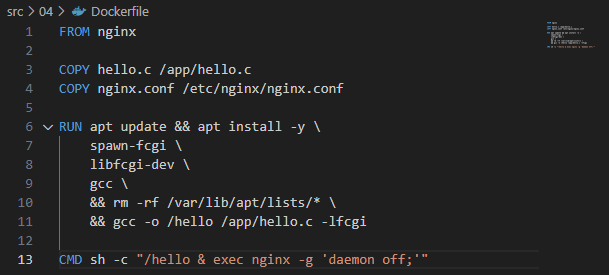 src > 04 > Dockerfile
1 FROM nginx
2
3 COPY hello.c /app/hello.c
4 COPY nginx.conf /etc/nginx/nginx.conf
5
6 RUN apt update && apt install -y \
7     spawn-fcgi \
8     libfcgi-dev \
9     gcc \
10     && rm -rf /var/lib/apt/lists/* \
11     && gcc -o /hello /app/hello.c -lfcgi
12
13 CMD sh -c "/hello & exec nginx -g 'daemon off;'"